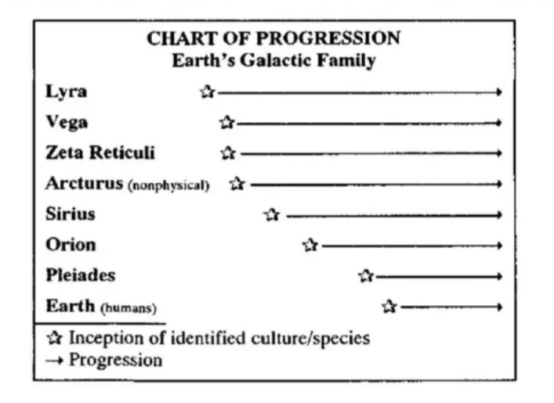 CHART OF PROGRESSION
Earth's Galactic Family
Lyra
Vega
Zeta Reticuli
Arcturus (nonphysical)
Sirius
Orion
Pleiades
Earth (humans)
☆ Inception of identified culture/species
→ Progression